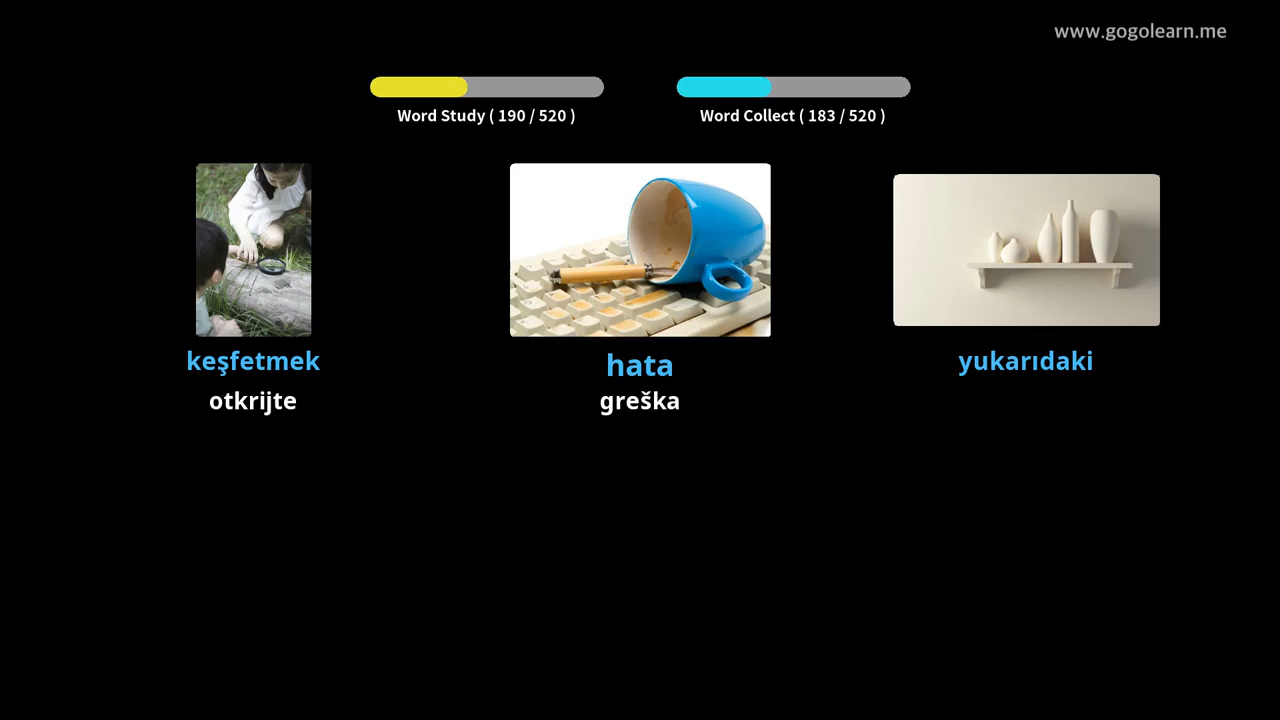 www.gogolearn.me
Word Study ( 190 / 520 )
Word Collect ( 183 / 520 )
keşfetmek
otkrijte
hata
greška
yukarıdaki